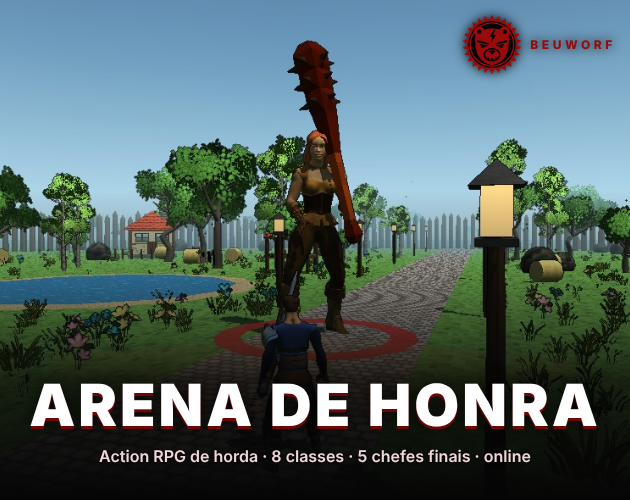 BEUWORF
ARENA DE HONRA
Action RPG de horda · 8 classes · 5 chefes finais · online